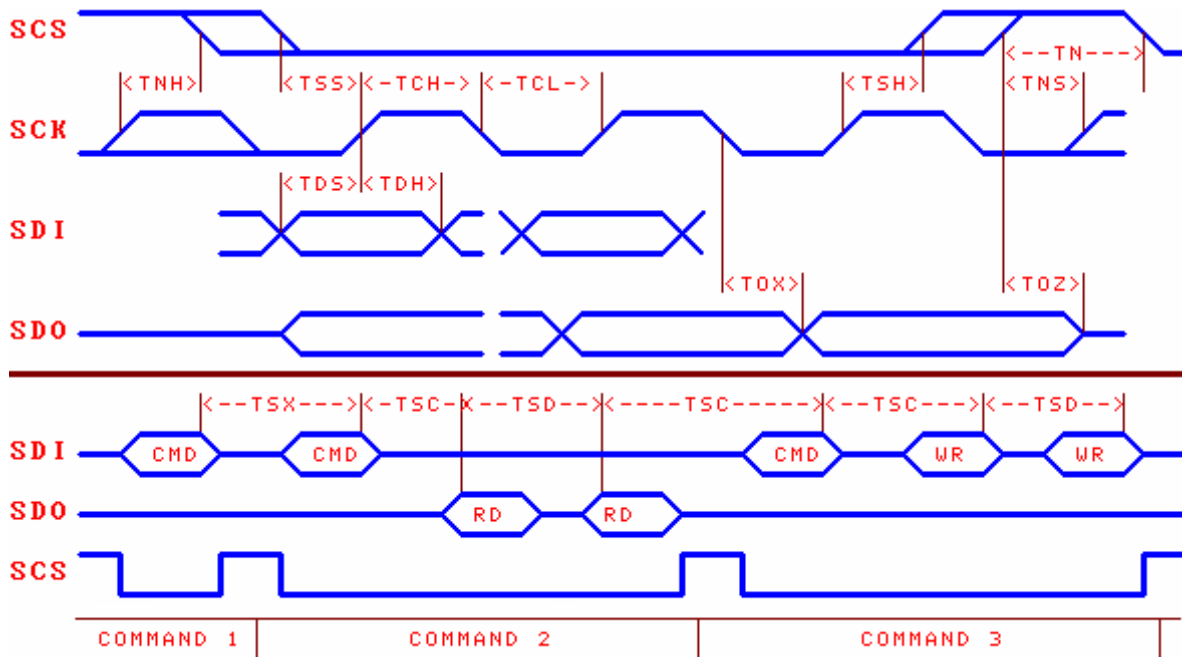 SCS
<--TN--->
<TNH> <TSS><-TCH-> <-TCL-> <TSH> <TNS>
SCK
<TDS><TDH>
SDI
<TOX> <TOZ>
SDO
<--TSX---> <-TSC-X--TSD--> <----TSC-----> <--TSC---> <--TSD-->
SDI CMD CMD CMD WR WR
SDO RD RD
SCS
COMMAND 1 COMMAND 2 COMMAND 3